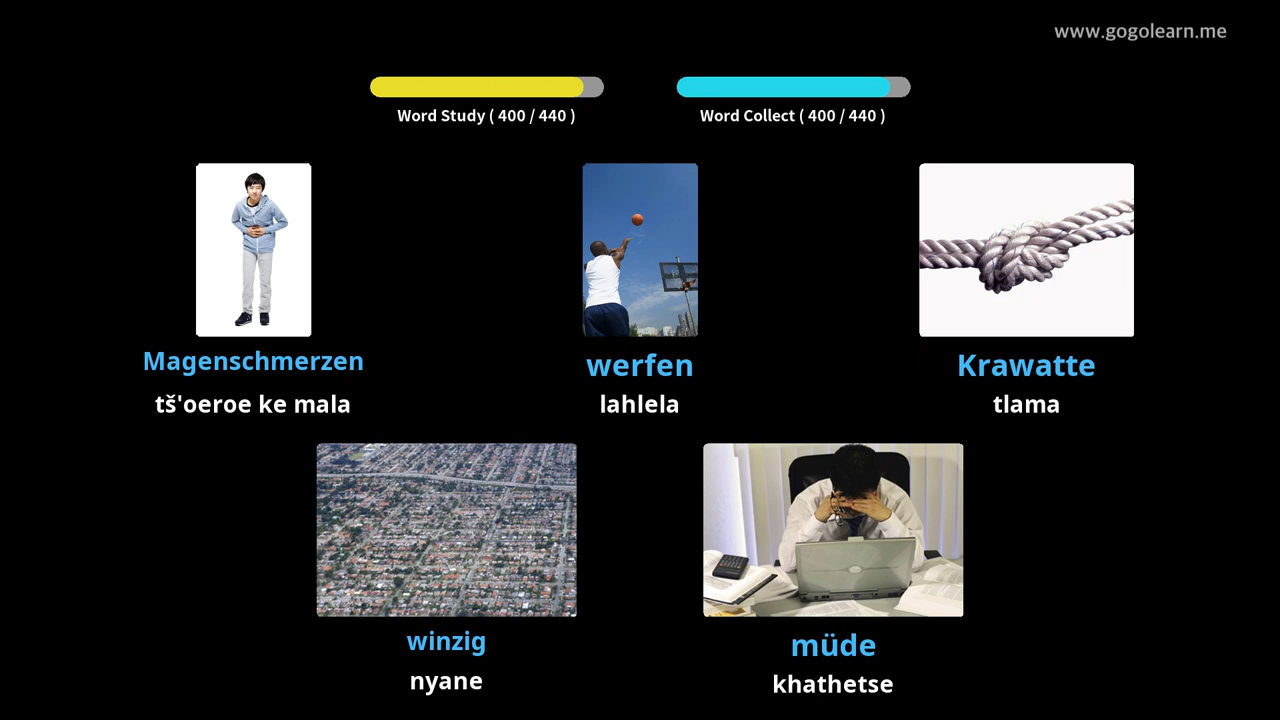 www.gogolearn.me
Word Study ( 400 / 440 )
Word Collect ( 400 / 440 )
Magenschmerzen
tš'oeroe ke mala
werfen
lahlela
Krawatte
tlama
winzig
nyane
müde
khathetse